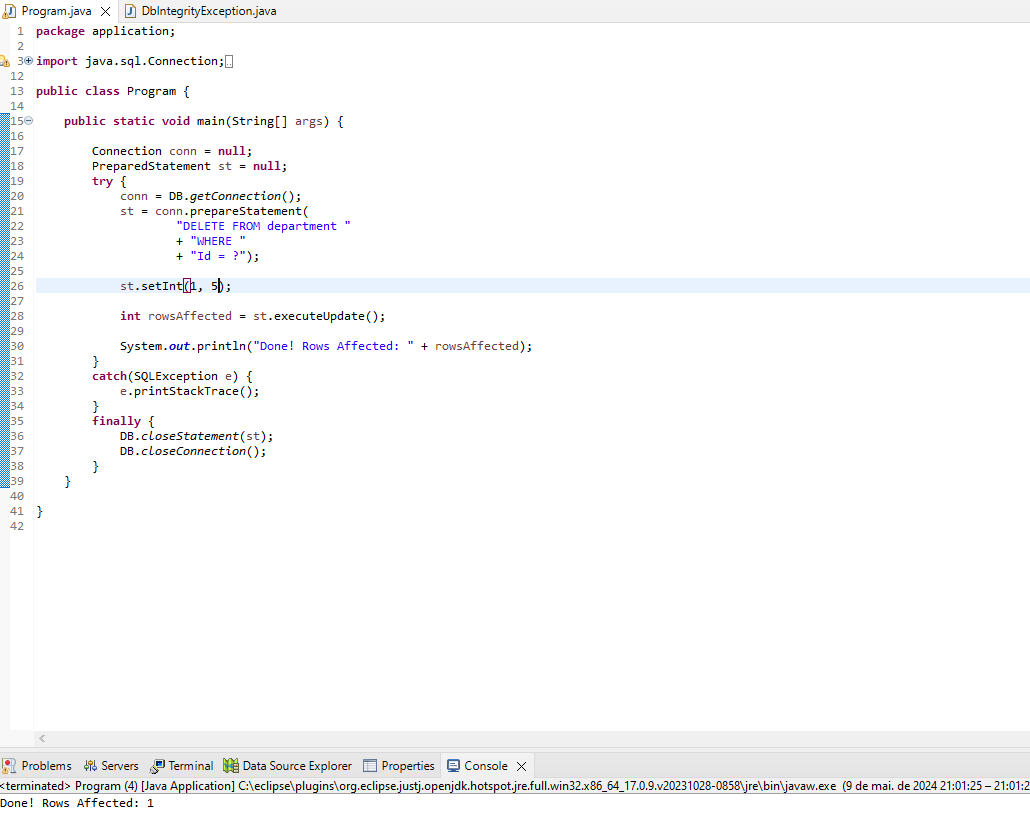 Program.java DbIntegrityException.java
1 package application;
2
3 import java.sql.Connection;
12
13 public class Program {
14
15 public static void main(String[] args) {
16
17 Connection conn = null;
18 PreparedStatement st = null;
19 try {
20 conn = DB.getConnection();
21 st = conn.prepareStatement(
22 "DELETE FROM department "
23 + "WHERE "
24 + "Id = ?");
25
26 st.setInt(1, 5);
27
28 int rowsAffected = st.executeUpdate();
29
30 System.out.println("Done! Rows Affected: " + rowsAffected);
31 }
32 catch(SQLException e) {
33 e.printStackTrace();
34 }
35 finally {
36 DB.closeStatement(st);
37 DB.closeConnection();
38 }
39 }
40
41 }
42
Problems Servers Terminal Data Source Explorer Properties Console
<terminated> Program (4) [Java Application] C:\eclipse\plugins\org.eclipse.justj.openjdk.hotspot.jre.full.win32.x86_64_17.0.9.v20231028-0858\jre\bin\javaw.exe (9 de mai. de 2024 21:01:25 – 21:01:2
Done! Rows Affected: 1